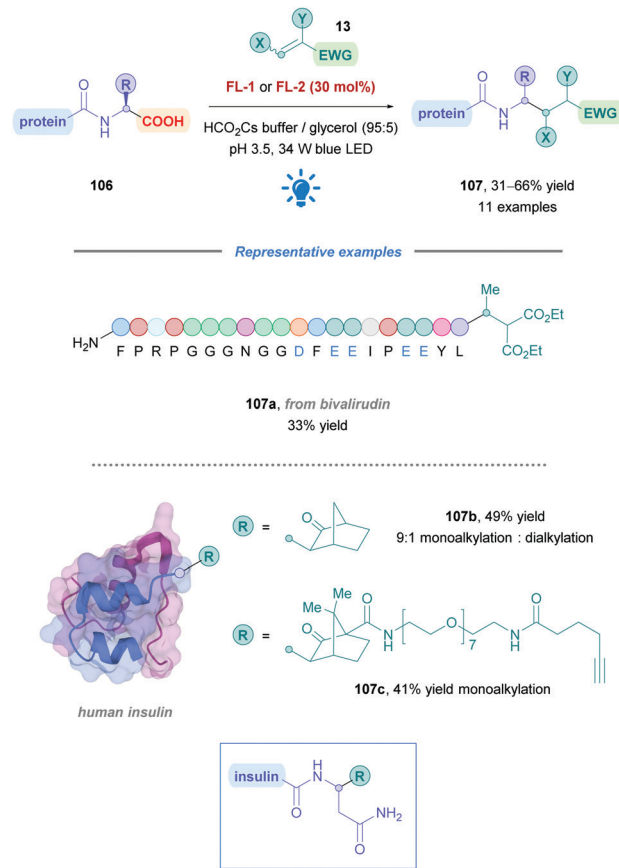 Y
13
X
EWG
FL-1 or FL-2 (30 mol%)
HCO₂Cs buffer / glycerol (95:5)
pH 3.5, 34 W blue LED
O
R
protein
N
H
COOH
106
O
R
Y
protein
N
H
EWG
X
107, 31–66% yield
11 examples
Representative examples
Me
CO₂Et
CO₂Et
H₂N
F P R P G G G N G G D F E E I P E E Y L
107a, from bivalirudin
33% yield
R
R =
O
107b, 49% yield
9:1 monoalkylation : dialkylation
R =
Me
Me
O
O
N
H
O
7
H
N
O
107c, 41% yield monoalkylation
human insulin
insulin
H
N
R
O
NH₂
O